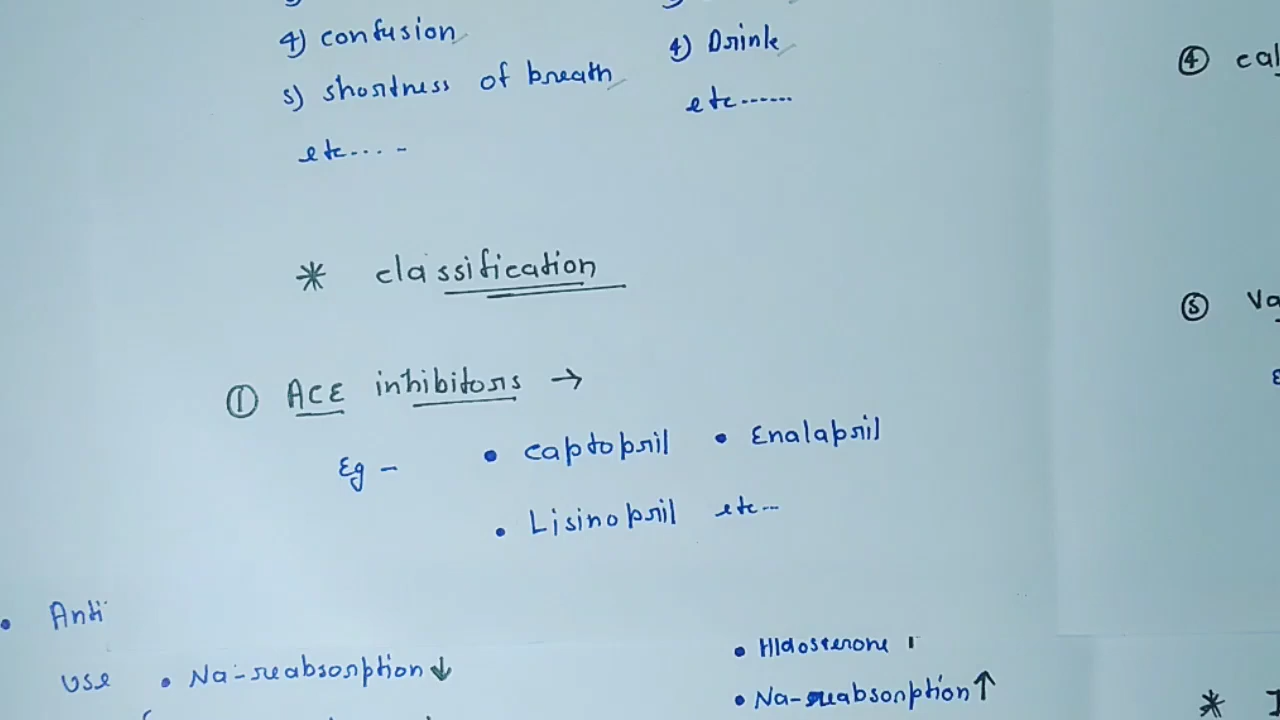 4) confusion
5) shortness of breath
etc.....
4) Drink
etc......
* classification
① ACE inhibitors →
Eg - • captopril • Enalapril
• Lisinopril etc...
• Anti
use • Na-reabsorption ↓
• Aldosterone
• Na-reabsorption ↑
④ cal
⑤ Va
*